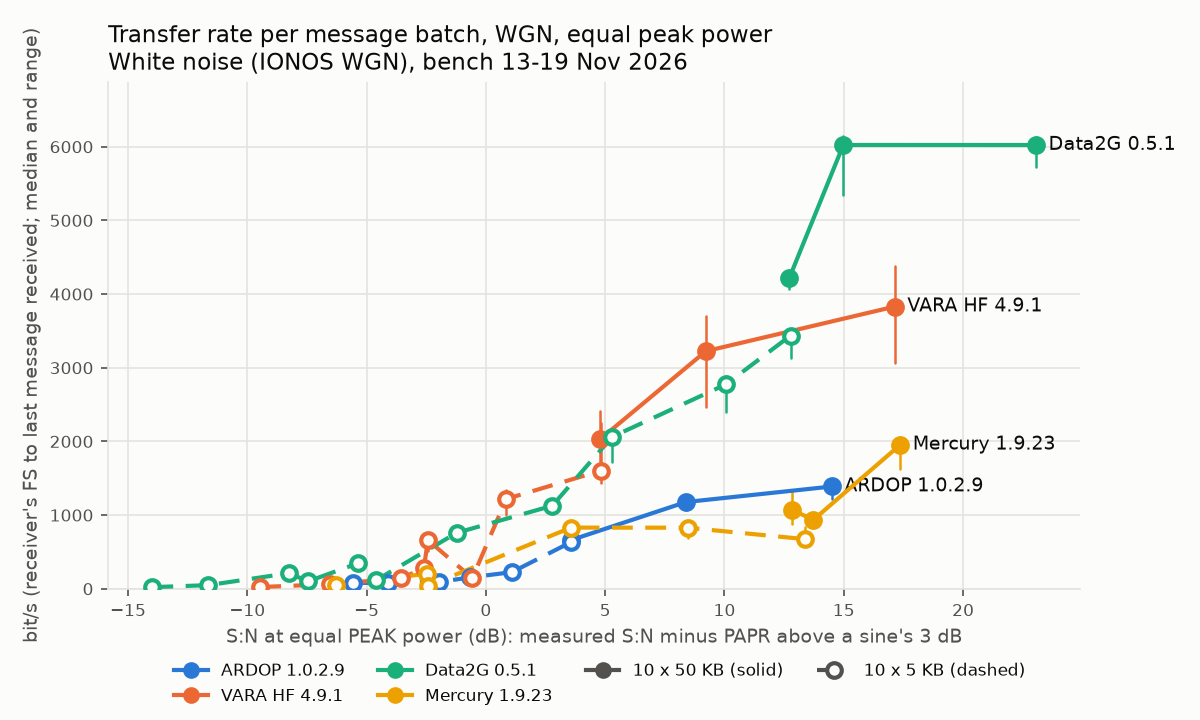 Transfer rate per message batch, WGN, equal peak power
White noise (IONOS WGN), bench 13-19 Nov 2026
bit/s (receiver's FS to last message received; median and range)
6000
5000
4000
3000
2000
1000
0
Data2G 0.5.1
VARA HF 4.9.1
Mercury 1.9.23
ARDOP 1.0.2.9
−15
−10
−5
0
5
10
15
20
S:N at equal PEAK power (dB): measured S:N minus PAPR above a sine's 3 dB
ARDOP 1.0.2.9
Data2G 0.5.1
10 x 50 KB (solid)
10 x 5 KB (dashed)
VARA HF 4.9.1
Mercury 1.9.23